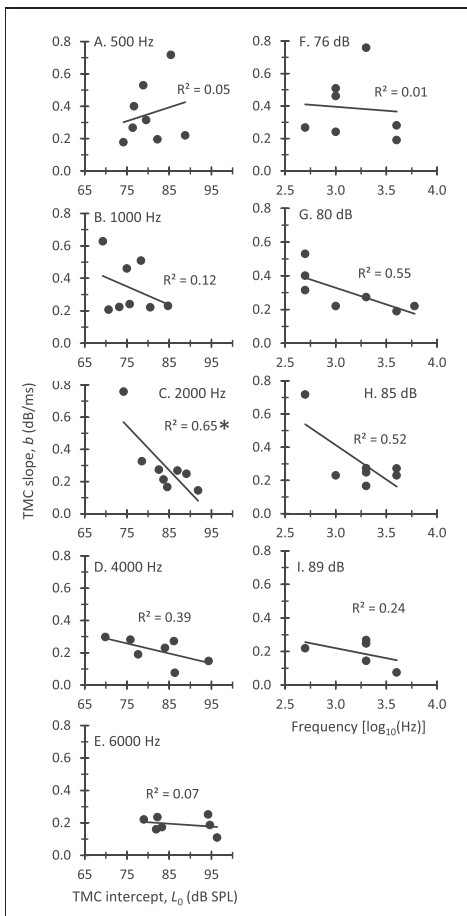 A. 500 Hz
R² = 0.05
0.8
0.6
0.4
0.2
0.0
65 75 85 95
B. 1000 Hz
R² = 0.12
0.8
0.6
0.4
0.2
0.0
65 75 85 95
TMC slope, b (dB/ms)
C. 2000 Hz
R² = 0.65*
0.8
0.6
0.4
0.2
0.0
65 75 85 95
D. 4000 Hz
R² = 0.39
0.8
0.6
0.4
0.2
0.0
65 75 85 95
E. 6000 Hz
R² = 0.07
0.8
0.6
0.4
0.2
0.0
65 75 85 95
TMC intercept, L₀ (dB SPL)
F. 76 dB
R² = 0.01
0.8
0.6
0.4
0.2
0.0
2.5 3.0 3.5 4.0
G. 80 dB
R² = 0.55
0.8
0.6
0.4
0.2
0.0
2.5 3.0 3.5 4.0
H. 85 dB
R² = 0.52
0.8
0.6
0.4
0.2
0.0
2.5 3.0 3.5 4.0
I. 89 dB
R² = 0.24
0.8
0.6
0.4
0.2
0.0
2.5 3.0 3.5 4.0
Frequency [log₁₀(Hz)]